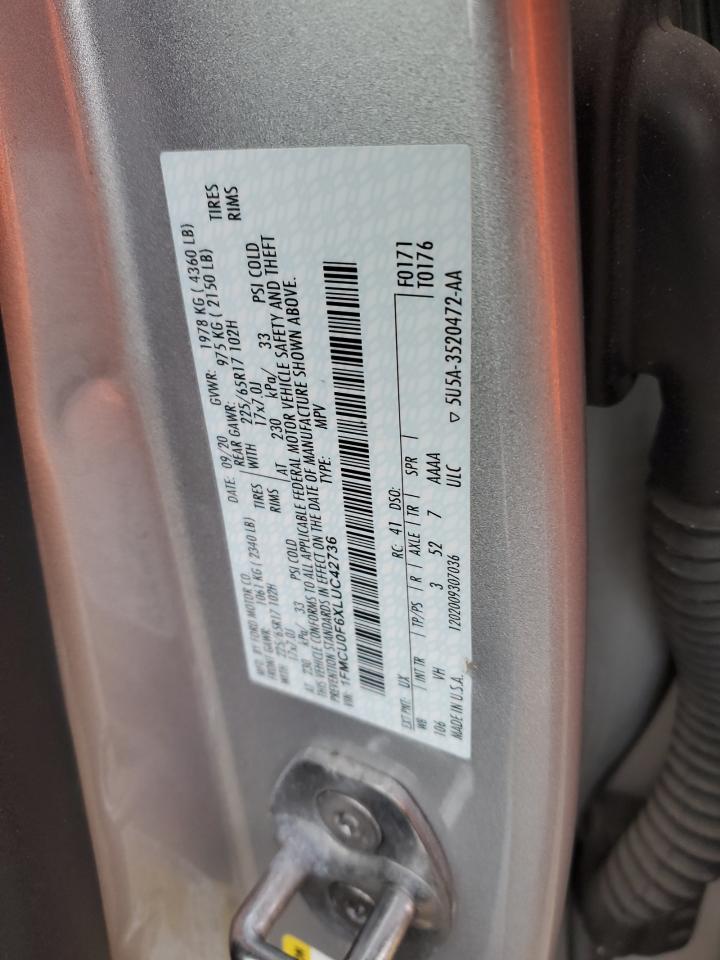 MFD. BY FORD MOTOR CO.
DATE: 09/20 GVWR: 1978 KG ( 4360 LB)
FRONT GAWR: 1061 KG ( 2340 LB) REAR GAWR: 975 KG ( 2150 LB)
WITH 225/65R17 102H TIRES WITH 225/65R17 102H TIRES
17x7.0J RIMS 17x7.0J RIMS
AT 230 kPa/ 33 PSI COLD AT 230 kPa/ 33 PSI COLD
THIS VEHICLE CONFORMS TO ALL APPLICABLE FEDERAL MOTOR VEHICLE SAFETY AND THEFT
PREVENTION STANDARDS IN EFFECT ON THE DATE OF MANUFACTURE SHOWN ABOVE.
VIN: 1FMCU0F6XLUC42736 TYPE: MPV
EXT PNT: UX RC: 41 DSO: F0171
WB INT TR TP/PS R AXLE TR SPR T0176
106 VH 3 52 7 AAAA
MADE IN U.S.A. 1202009307036 ULC ▽ 5U5A-3520472-AA